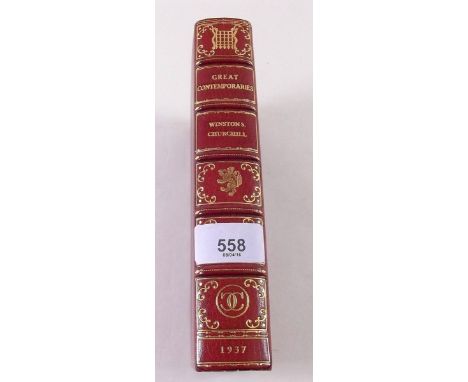 GREAT
CONTEMPORARIES
WINSTON S.
CHURCHILL
558
1937